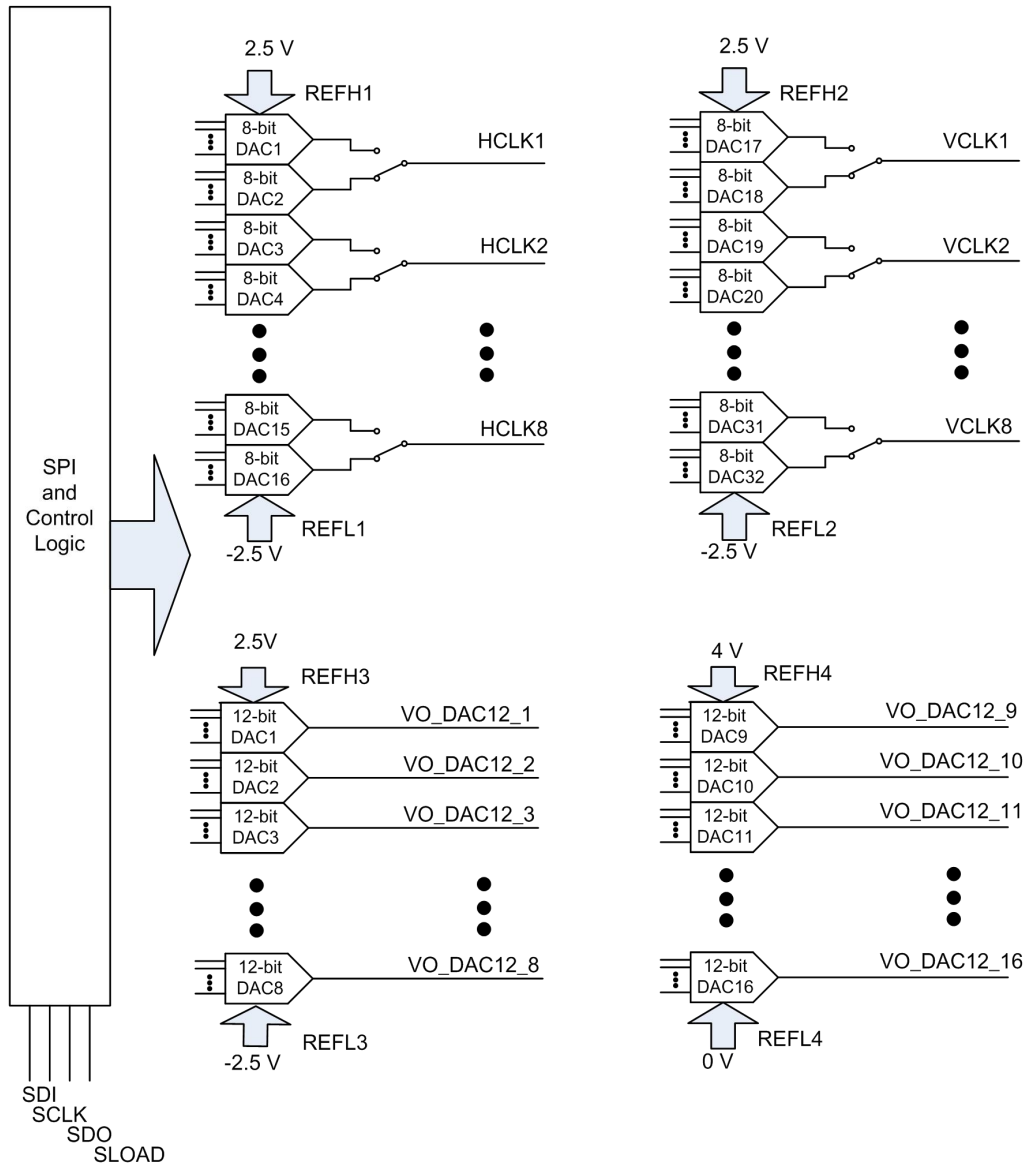 2.5 V
REFH1
8-bit
DAC1
8-bit
DAC2
HCLK1
8-bit
DAC3
8-bit
DAC4
HCLK2
8-bit
DAC15
8-bit
DAC16
HCLK8
REFL1
-2.5 V
2.5 V
REFH2
8-bit
DAC17
8-bit
DAC18
VCLK1
8-bit
DAC19
8-bit
DAC20
VCLK2
8-bit
DAC31
8-bit
DAC32
VCLK8
REFL2
-2.5 V
SPI
and
Control
Logic
2.5V
REFH3
12-bit
DAC1
VO_DAC12_1
12-bit
DAC2
VO_DAC12_2
12-bit
DAC3
VO_DAC12_3
12-bit
DAC8
VO_DAC12_8
REFL3
-2.5 V
4 V
REFH4
12-bit
DAC9
VO_DAC12_9
12-bit
DAC10
VO_DAC12_10
12-bit
DAC11
VO_DAC12_11
12-bit
DAC16
VO_DAC12_16
REFL4
0 V
SDI
SCLK
SDO
SLOAD